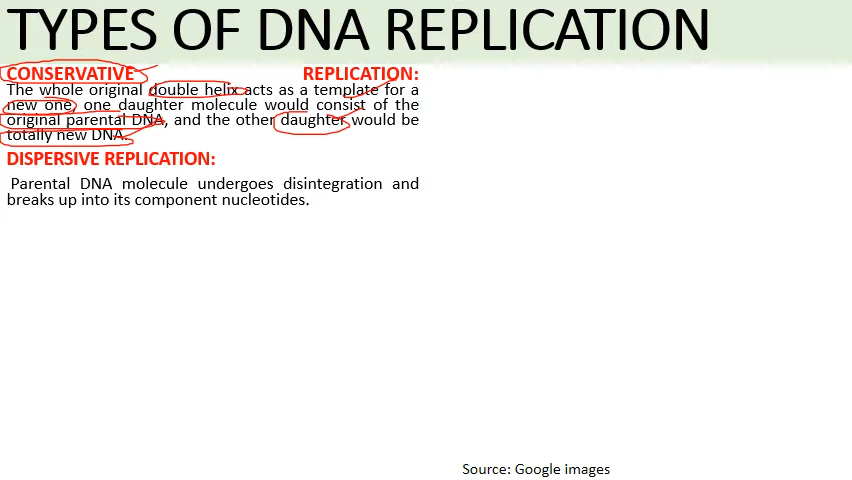 TYPES OF DNA REPLICATION
CONSERVATIVE REPLICATION:
The whole original double helix acts as a template for a
new one, one daughter molecule would consist of the
original parental DNA, and the other daughter would be
totally new DNA.
DISPERSIVE REPLICATION:
Parental DNA molecule undergoes disintegration and
breaks up into its component nucleotides.
Source: Google images